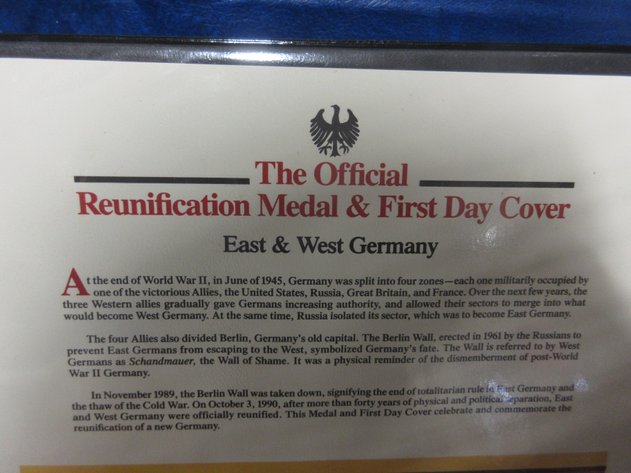 The Official
Reunification Medal & First Day Cover
East & West Germany
At the end of World War II, in June of 1945, Germany was split into four zones—each one militarily occupied by
one of the victorious Allies, the United States, Russia, Great Britain, and France. Over the next few years, the
three Western allies gradually gave Germans increasing authority, and allowed their sectors to merge into what
would become West Germany. At the same time, Russia isolated its sector, which was to become East Germany.
The four Allies also divided Berlin, Germany's old capital. The Berlin Wall, erected in 1961 by the Russians to
prevent East Germans from escaping to the West, symbolized Germany's fate. The Wall is referred to by West
Germans as Schandmauer, the Wall of Shame. It was a physical reminder of the dismemberment of post-World
War II Germany.
In November 1989, the Berlin Wall was taken down, signifying the end of totalitarian rule in East Germany and
the thaw of the Cold War. On October 3, 1990, after more than forty years of physical and political separation, East
and West Germany were officially reunified. This Medal and First Day Cover celebrate and commemorate the
reunification of a new Germany.